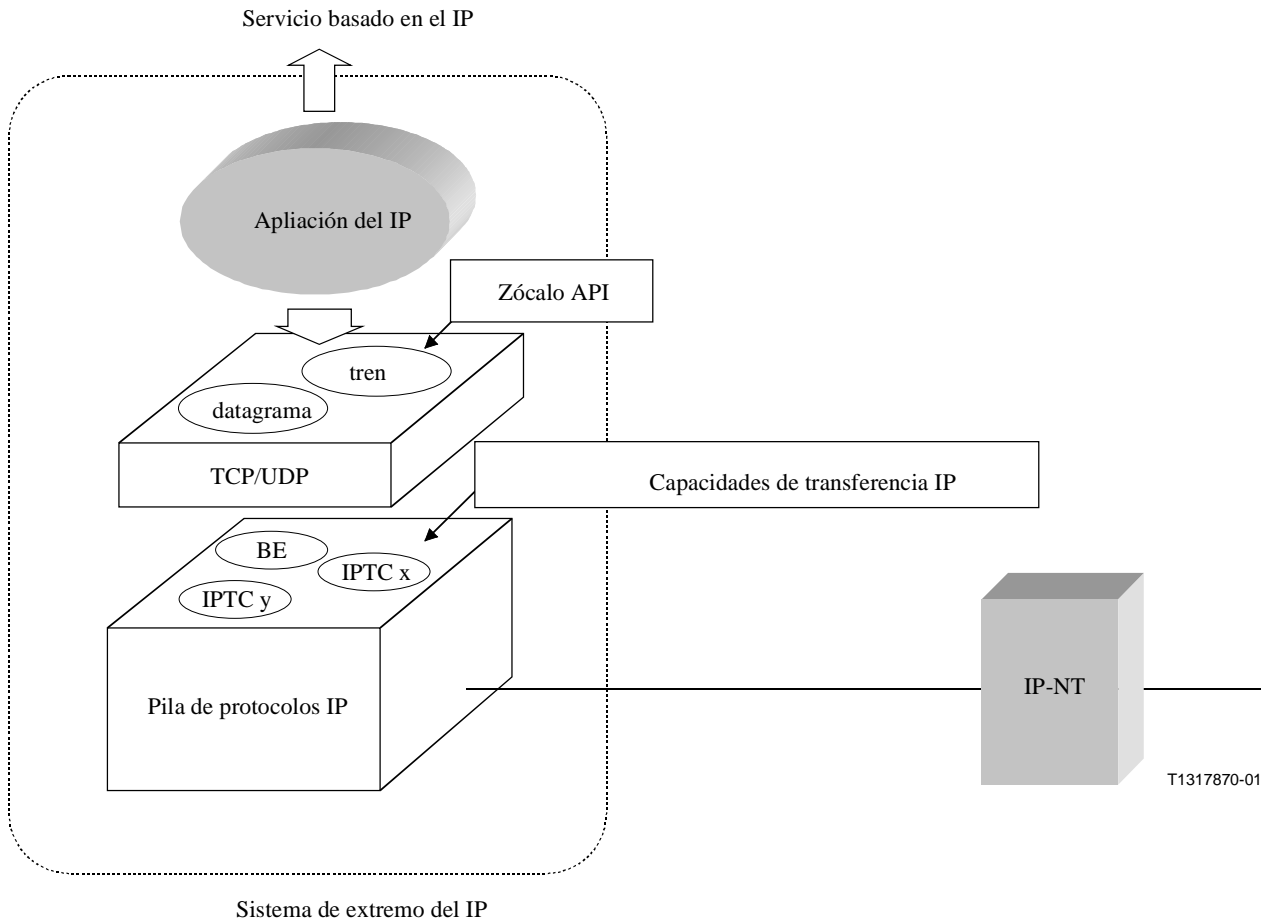 Servicio basado en el IP
Apliación del IP
Zócalo API
tren
datagrama
TCP/UDP
Capacidades de transferencia IP
BE
IPTC x
IPTC y
Pila de protocolos IP
IP-NT
T1317870-01
Sistema de extremo del IP